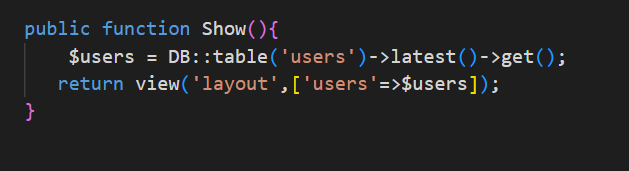 public function Show(){
$users = DB::table('users')->latest()->get();
return view('layout',['users'=>$users]);
}